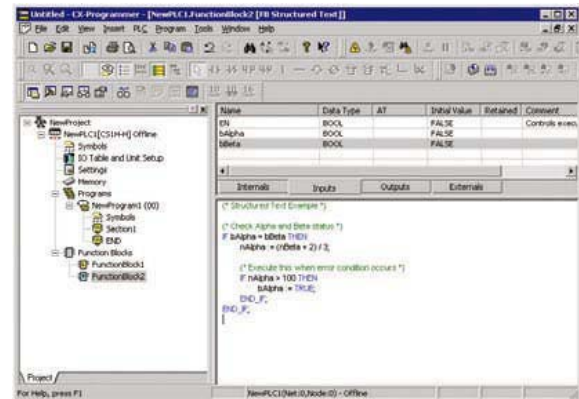 Untitled - CX-Programmer - [NewPLC1.FunctionBlock2 [FB Structured Text]]
File Edit View Insert PLC Program Tools Window Help
NewProject
NewPLC1[CS1H-H] Offline
Symbols
IO Table and Unit Setup
Settings
Memory
Programs
NewProgram1 (00)
Symbols
Section1
END
Function Blocks
FunctionBlock1
FunctionBlock2
Project
Name Data Type AT Initial Value Retained Comment
EN BOOL FALSE Controls exec
bAlpha BOOL FALSE
bBeta BOOL FALSE
Internals Inputs Outputs Externals
(* Structured Text Example *)
(* Check Alpha and Beta status *)
IF bAlpha = bBeta THEN
nAlpha := (nBeta + 2) / 3;
(* Execute this when error condition occurs *)
IF nAlpha > 100 THEN
bAlpha := TRUE;
END_IF;
END_IF;
For Help, press F1
NewPLC1(Net:0,Node:0) - Offline